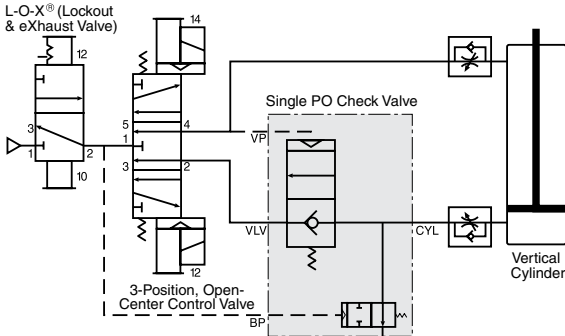 L-O-X® (Lockout
& eXhaust Valve)
14
12
Single PO Check Valve
5
4
3
1
VP
1
2
3
2
10
VLV
CYL
12
Vertical
Cylinder
3-Position, Open-
Center Control Valve
BP